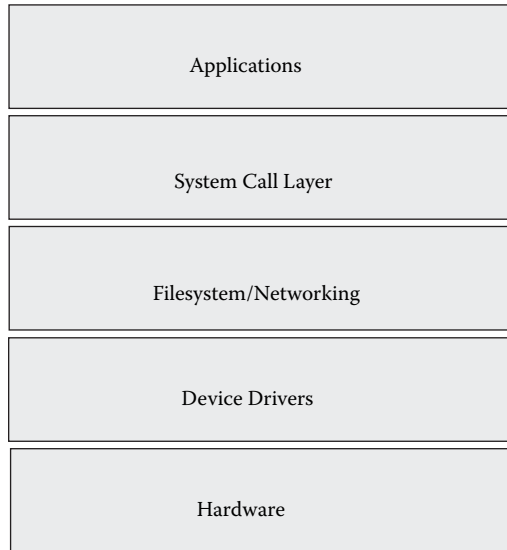 Applications
System Call Layer
Filesystem/Networking
Device Drivers
Hardware